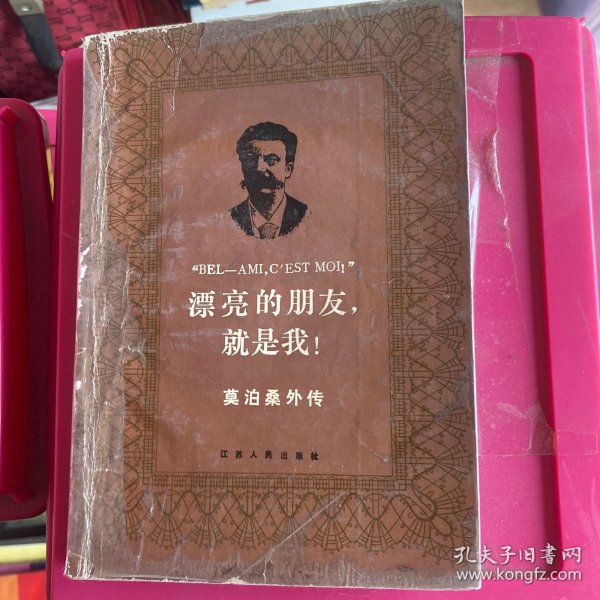 “BEL—AMI, C’EST MOI!”
漂亮的朋友，
就是我！
莫泊桑外传
江苏人民出版社
孔夫子旧书网
www.kongfz.com